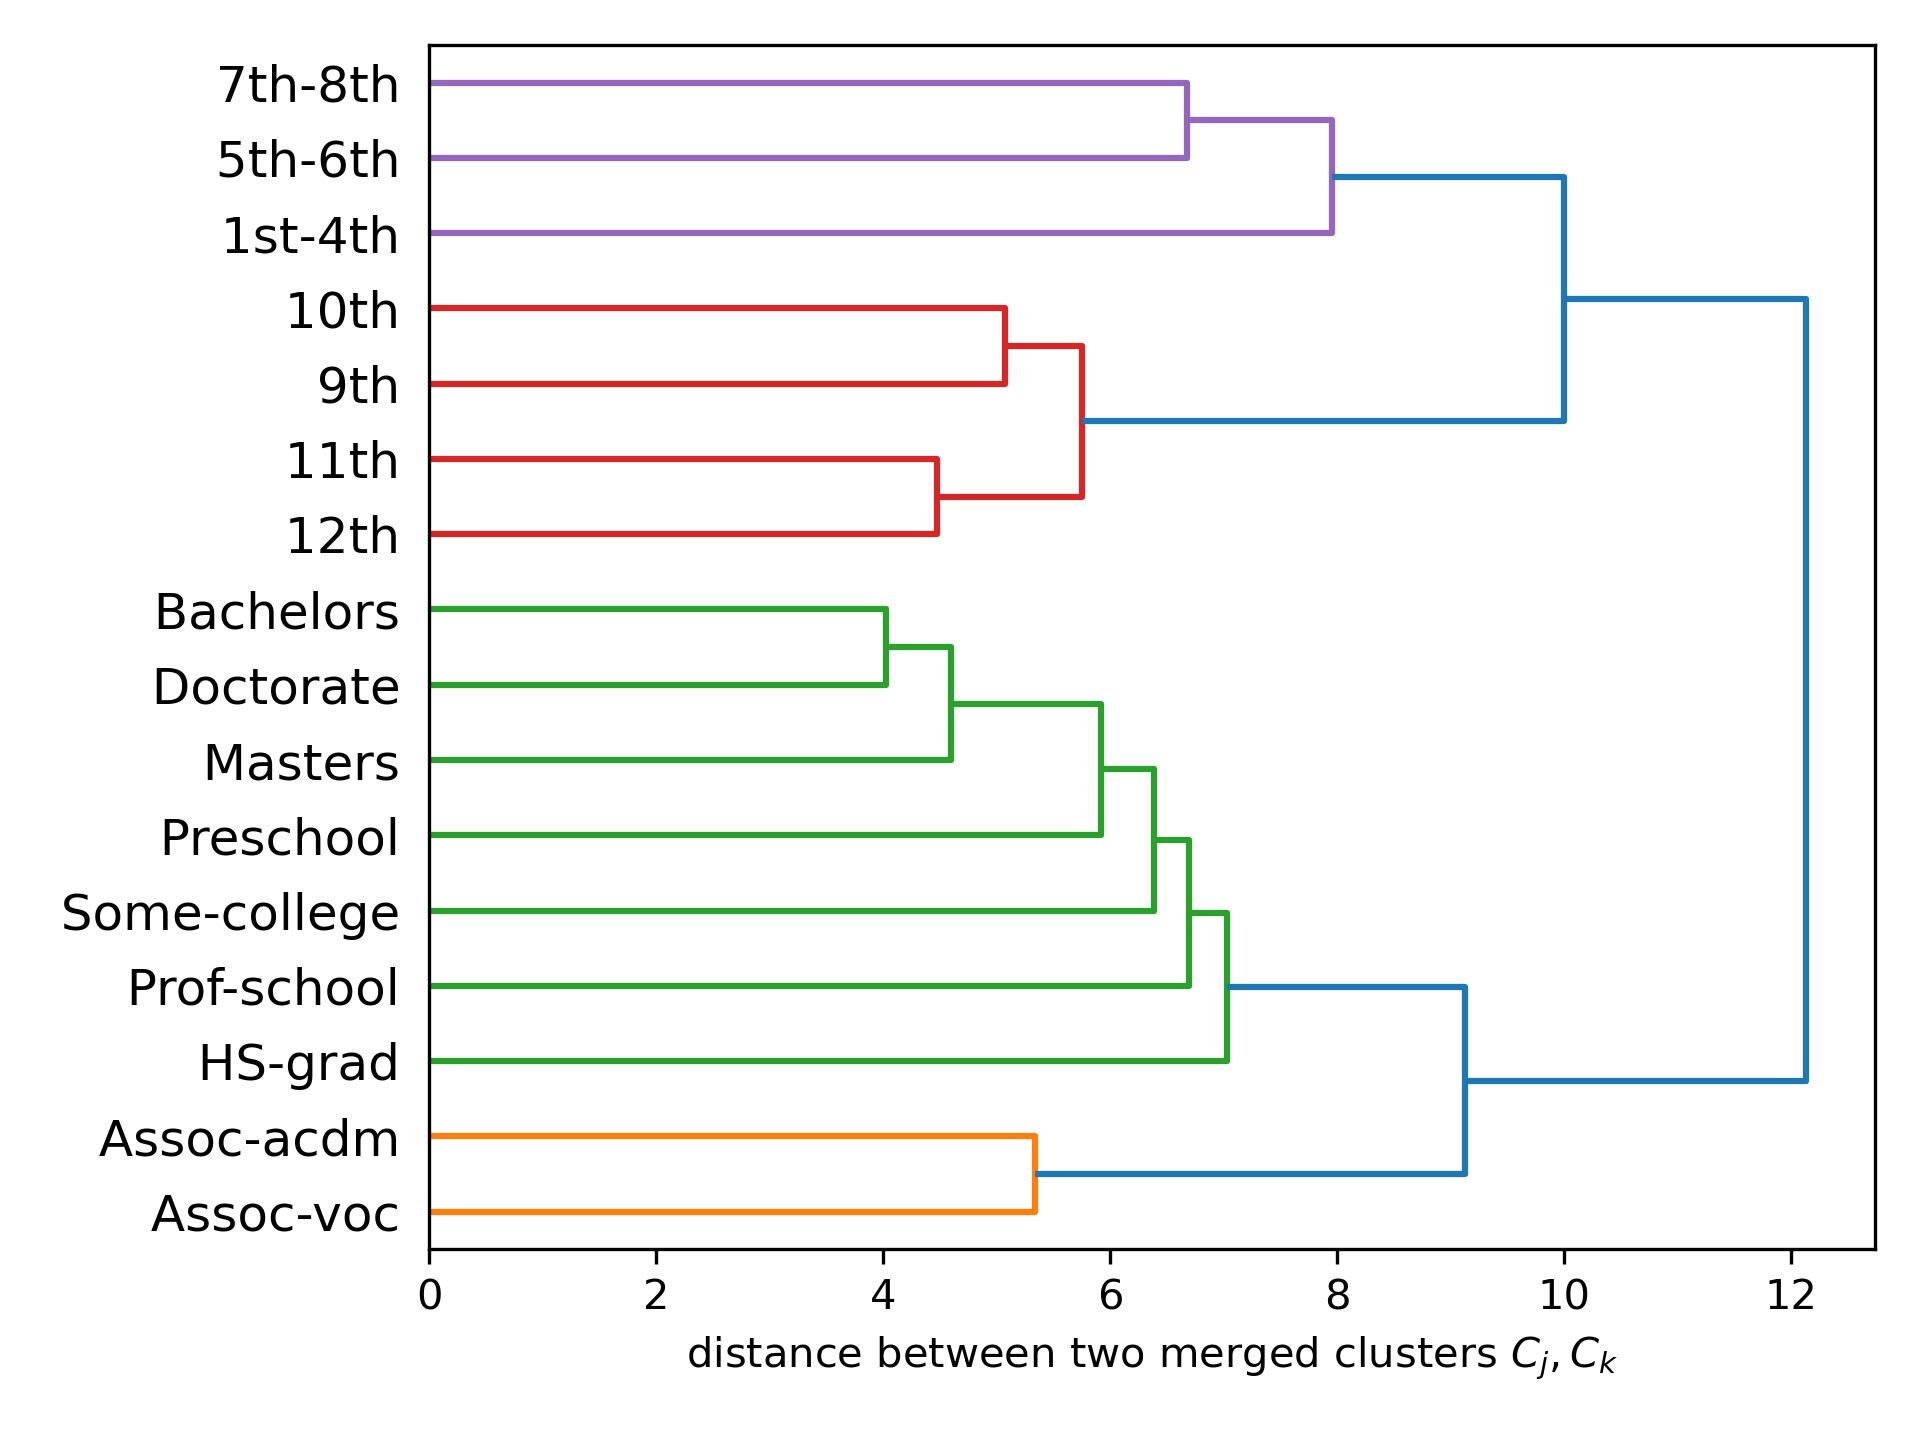 7th-8th
5th-6th
1st-4th
10th
9th
11th
12th
Bachelors
Doctorate
Masters
Preschool
Some-college
Prof-school
HS-grad
Assoc-acdm
Assoc-voc
0 2 4 6 8 10 12
distance between two merged clusters C_j, C_k